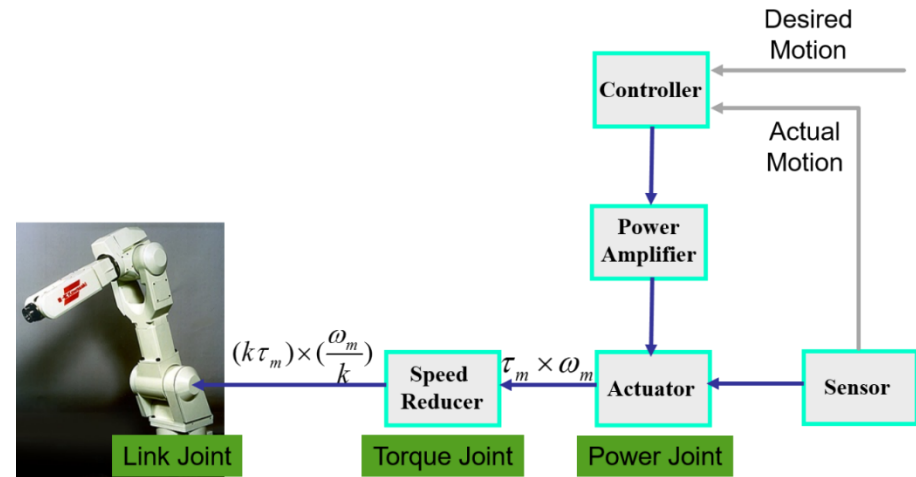 Desired
Motion
Controller
Actual
Motion
Power
Amplifier
(kτₘ)×(ωₘ/k)
Speed
Reducer
τₘ × ωₘ
Actuator
Sensor
Link Joint
Torque Joint
Power Joint